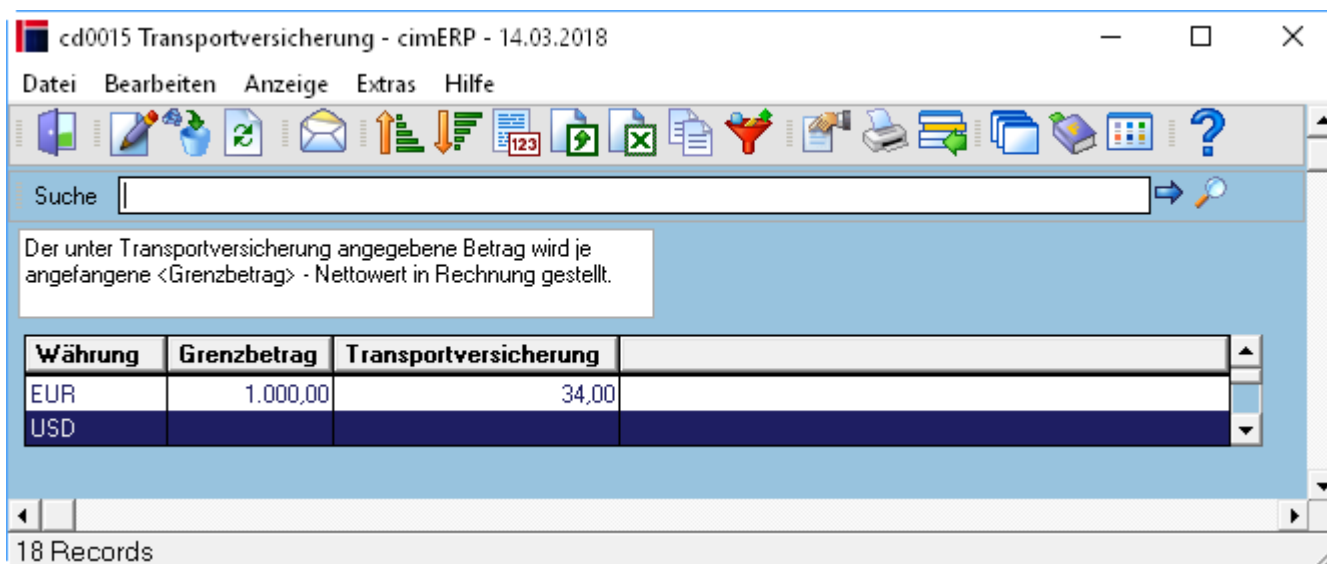 cd0015 Transportversicherung - cimERP - 14.03.2018
Datei Bearbeiten Anzeige Extras Hilfe
123
Suche
Der unter Transportversicherung angegebene Betrag wird je
angefangene <Grenzbetrag> - Nettowert in Rechnung gestellt.
Währung Grenzbetrag Transportversicherung
EUR 1.000,00 34,00
USD
18 Records